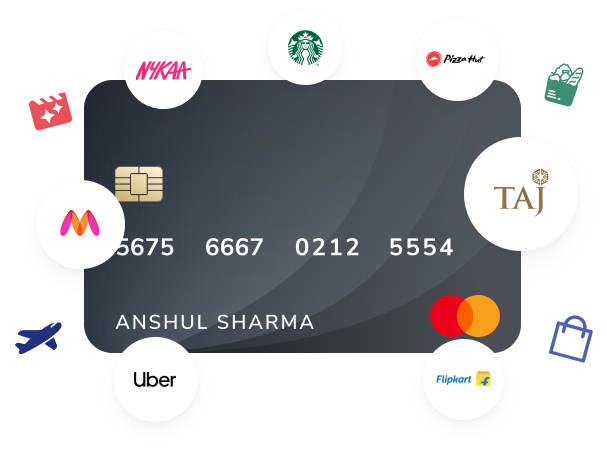 NYKAA
Pizza Hut
TAJ
5675 6667 0212 5554
ANSHUL SHARMA
Uber
Flipkart